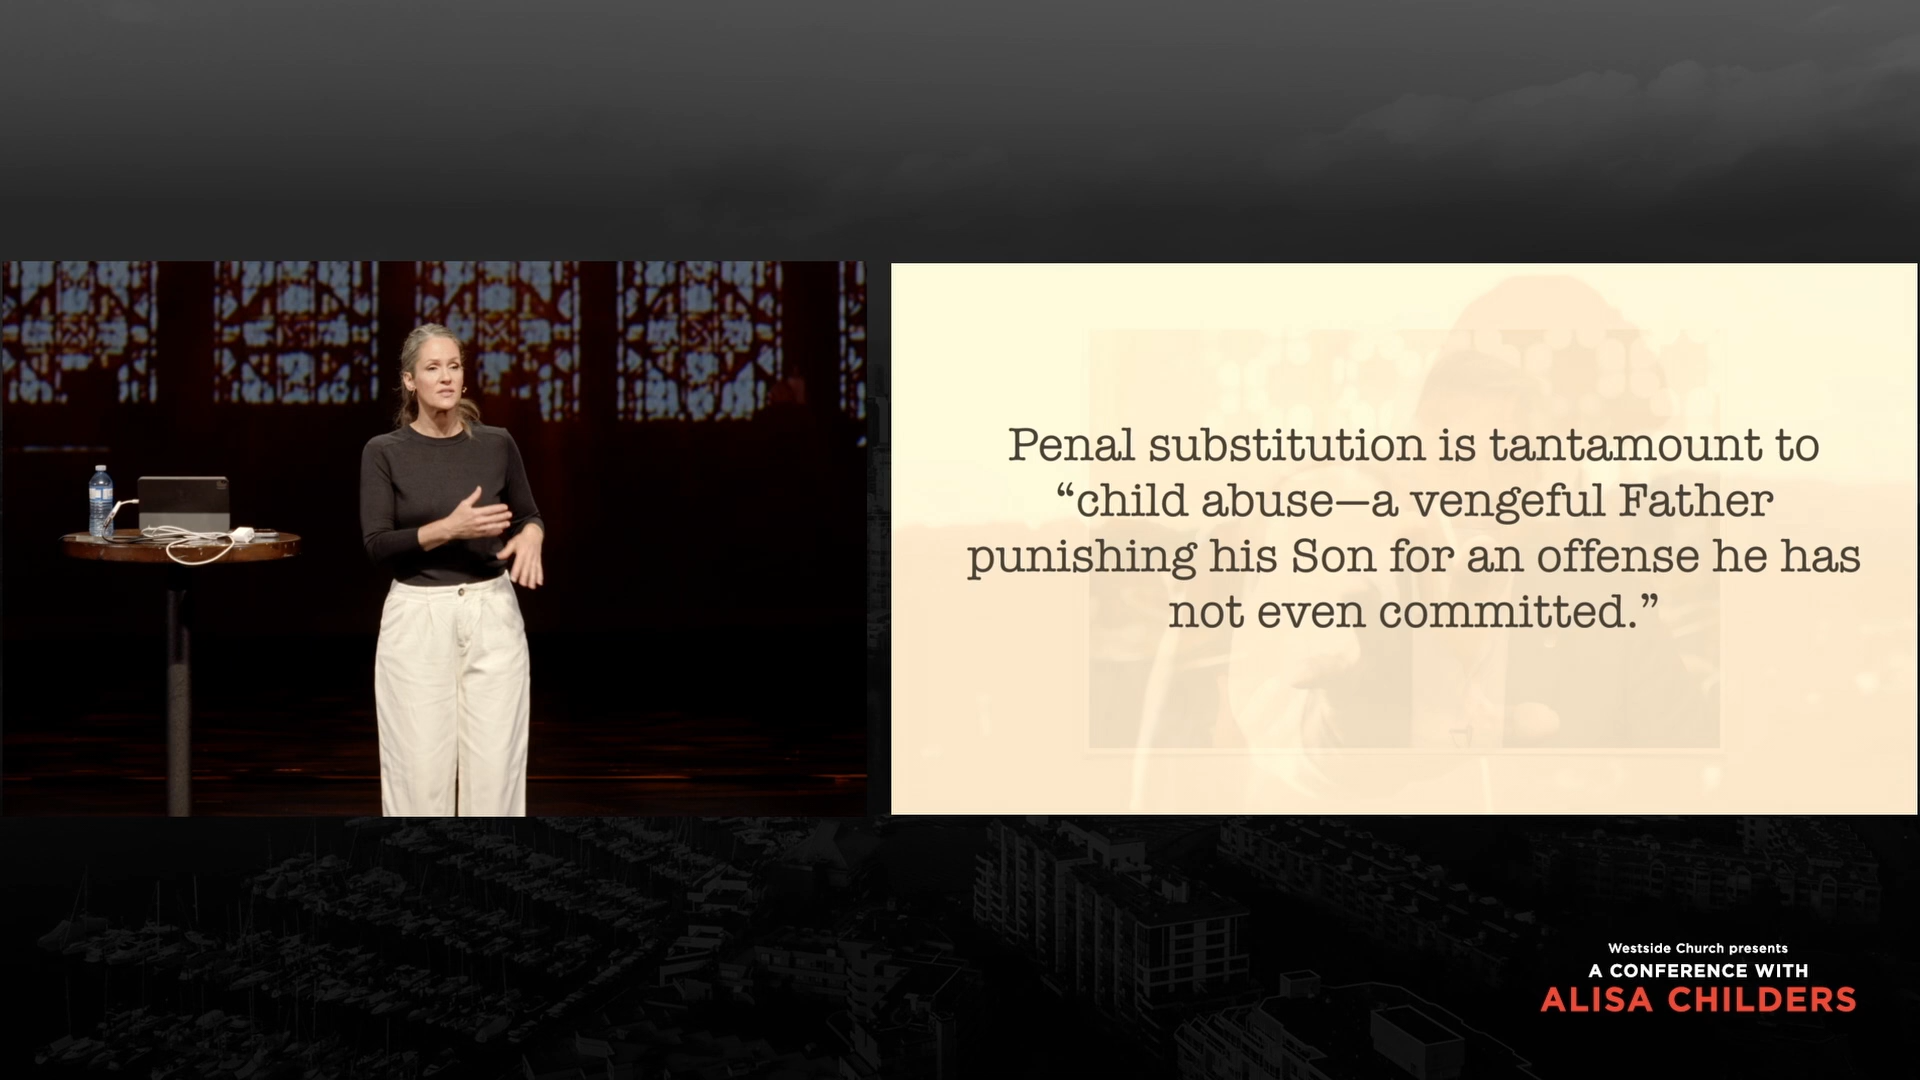 Penal substitution is tantamount to
“child abuse—a vengeful Father
punishing his Son for an offense he has
not even committed.”
Westside Church presents
A CONFERENCE WITH
ALISA CHILDERS